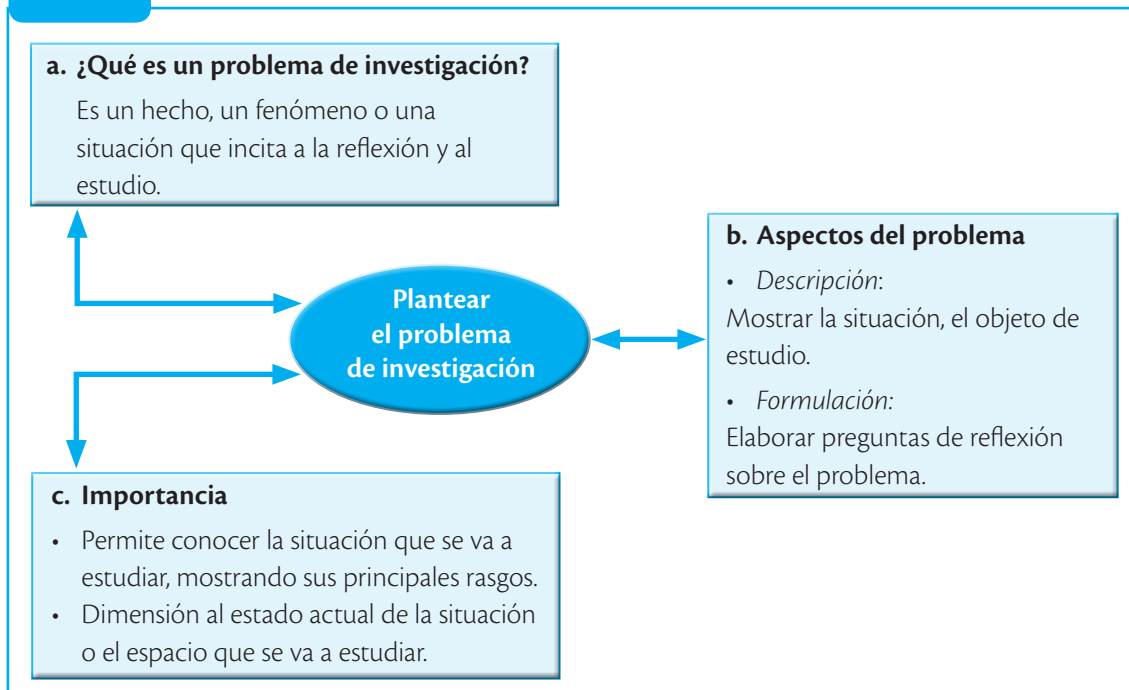 a. ¿Qué es un problema de investigación?
Es un hecho, un fenómeno o una
situación que incita a la reflexión y al
estudio.
Plantear
el problema
de investigación
b. Aspectos del problema
• Descripción:
Mostrar la situación, el objeto de
estudio.
• Formulación:
Elaborar preguntas de reflexión
sobre el problema.
c. Importancia
• Permite conocer la situación que se va a
estudiar, mostrando sus principales rasgos.
• Dimensión al estado actual de la situación
o el espacio que se va a estudiar.